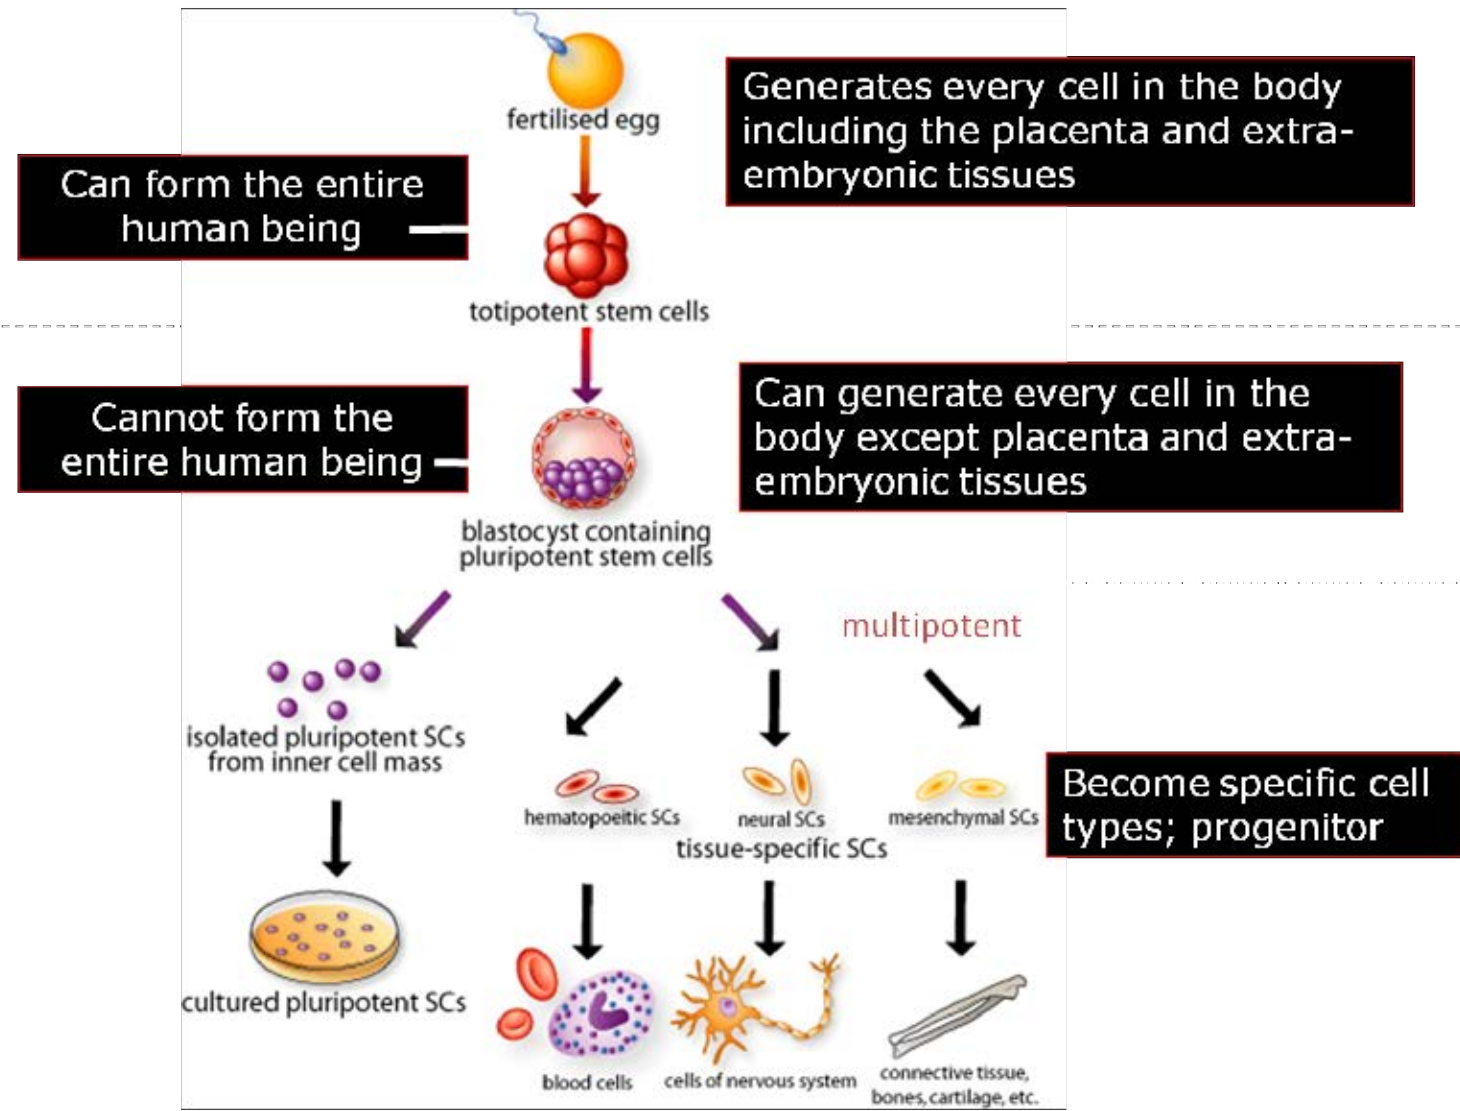 fertilised egg
Generates every cell in the body
including the placenta and extra-
embryonic tissues
Can form the entire
human being
totipotent stem cells
Cannot form the
entire human being
Can generate every cell in the
body except placenta and extra-
embryonic tissues
blastocyst containing
pluripotent stem cells
multipotent
isolated pluripotent SCs
from inner cell mass
hematopoeitic SCs
neural SCs
mesenchymal SCs
tissue-specific SCs
Become specific cell
types; progenitor
cultured pluripotent SCs
blood cells
cells of nervous system
connective tissue,
bones, cartilage, etc.